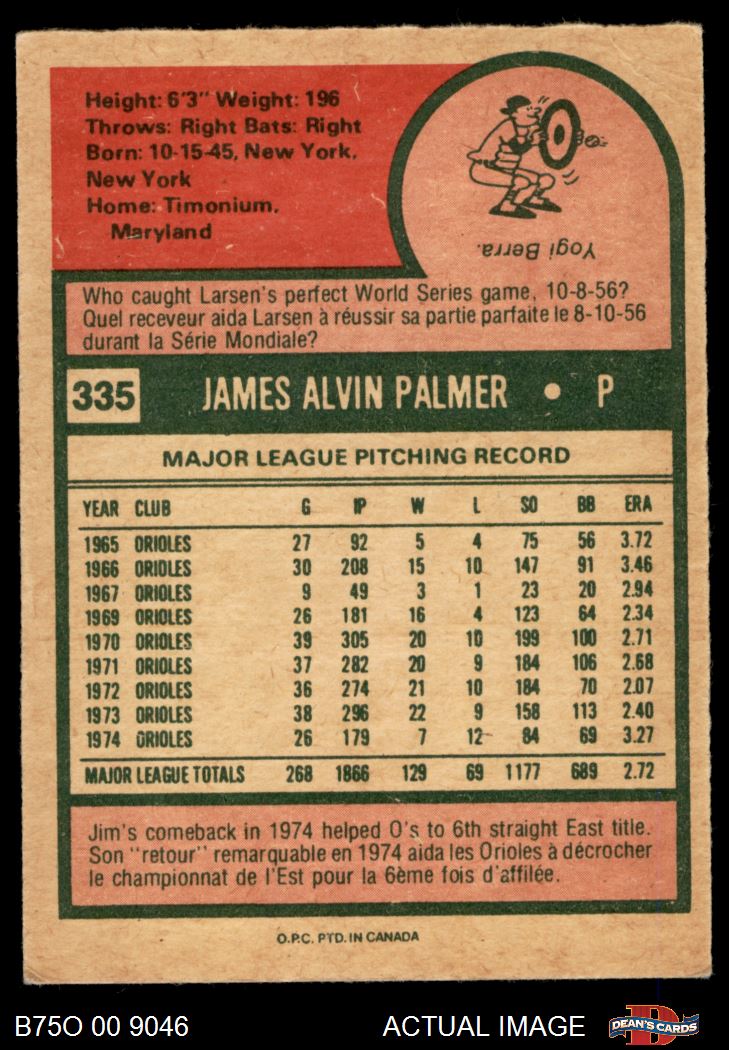 Height: 6'3" Weight: 196
Throws: Right Bats: Right
Born: 10-15-45, New York,
New York
Home: Timonium,
Maryland
Yogi Berra.
Who caught Larsen's perfect World Series game, 10-8-56?
Quel receveur aida Larsen à réussir sa partie parfaite le 8-10-56
durant la Série Mondiale?
335 JAMES ALVIN PALMER • P
MAJOR LEAGUE PITCHING RECORD
YEAR CLUB G IP W L SO BB ERA
1965 ORIOLES 27 92 5 4 75 56 3.72
1966 ORIOLES 30 208 15 10 147 91 3.46
1967 ORIOLES 9 49 3 1 23 20 2.94
1969 ORIOLES 26 181 16 4 123 64 2.34
1970 ORIOLES 39 305 20 10 199 100 2.71
1971 ORIOLES 37 282 20 9 184 106 2.68
1972 ORIOLES 36 274 21 10 184 70 2.07
1973 ORIOLES 38 296 22 9 158 113 2.40
1974 ORIOLES 26 179 7 12 84 69 3.27
MAJOR LEAGUE TOTALS 268 1866 129 69 1177 689 2.72
Jim's comeback in 1974 helped O's to 6th straight East title.
Son "retour" remarquable en 1974 aida les Orioles à décrocher
le championnat de l'Est pour la 6ème fois d'affilée.
O.P.C. PTD. IN CANADA
B75O 00 9046 ACTUAL IMAGE
D
DEAN'S CARDS